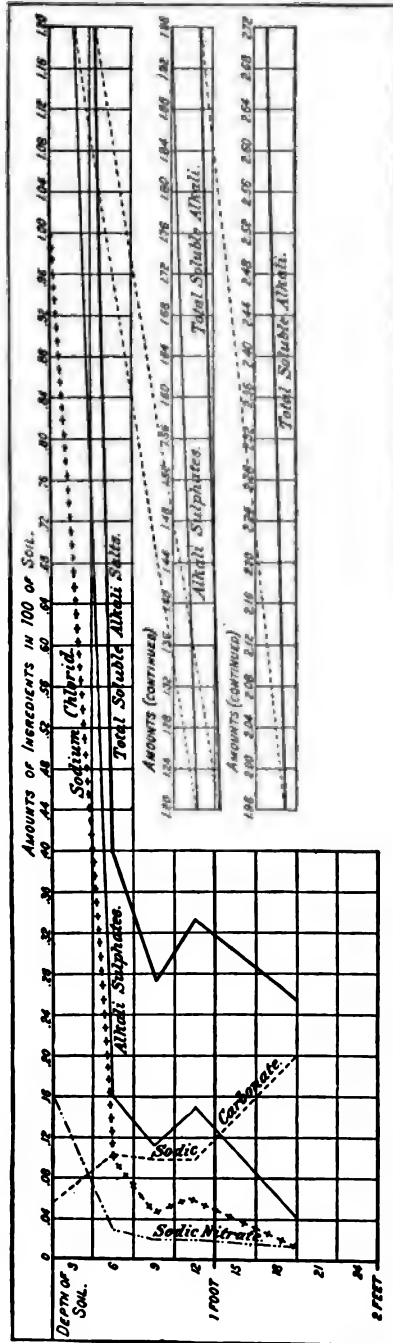 AMOUNTS OF INGREDIENTS IN 100 OF SOIL.
0 .04 .08 .12 .16 .20 .24 .28 .32 .36 .40 .44 .48 .52 .56 .60 .64 .68 .72 .76 .80 .84 .88 .92 .96 1.00 1.04 1.08 1.12 1.16
DEPTH OF
SOIL.
3
6
9
12
1 FOOT
15
18
21
24
2 FEET
Sodium Chlorid.
Alkali Sulphates.
Total Soluble Alkali Salts.
Sodic Carbonate.
Sodic Nitrate.
AMOUNTS (CONTINUED)
1.20 1.24 1.28 1.32 1.36 1.40 1.44 1.48 1.52 1.56 1.60 1.64 1.68 1.72 1.76 1.80 1.84 1.88 1.92
Alkali Sulphates.
Total Soluble Alkali.
AMOUNTS (CONTINUED)
1.96 2.00 2.04 2.08 2.12 2.16 2.20 2.24 2.28 2.32 2.36 2.40 2.44 2.48 2.52 2.56 2.60 2.64 2.68 2.72
Total Soluble Alkali.